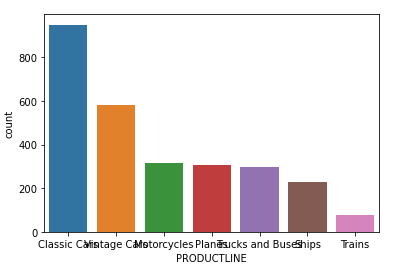 800
600
400
200
0
count
Classic Cars Vintage Cars Motorcycles Planes Trucks and Buses Ships Trains
PRODUCTLINE